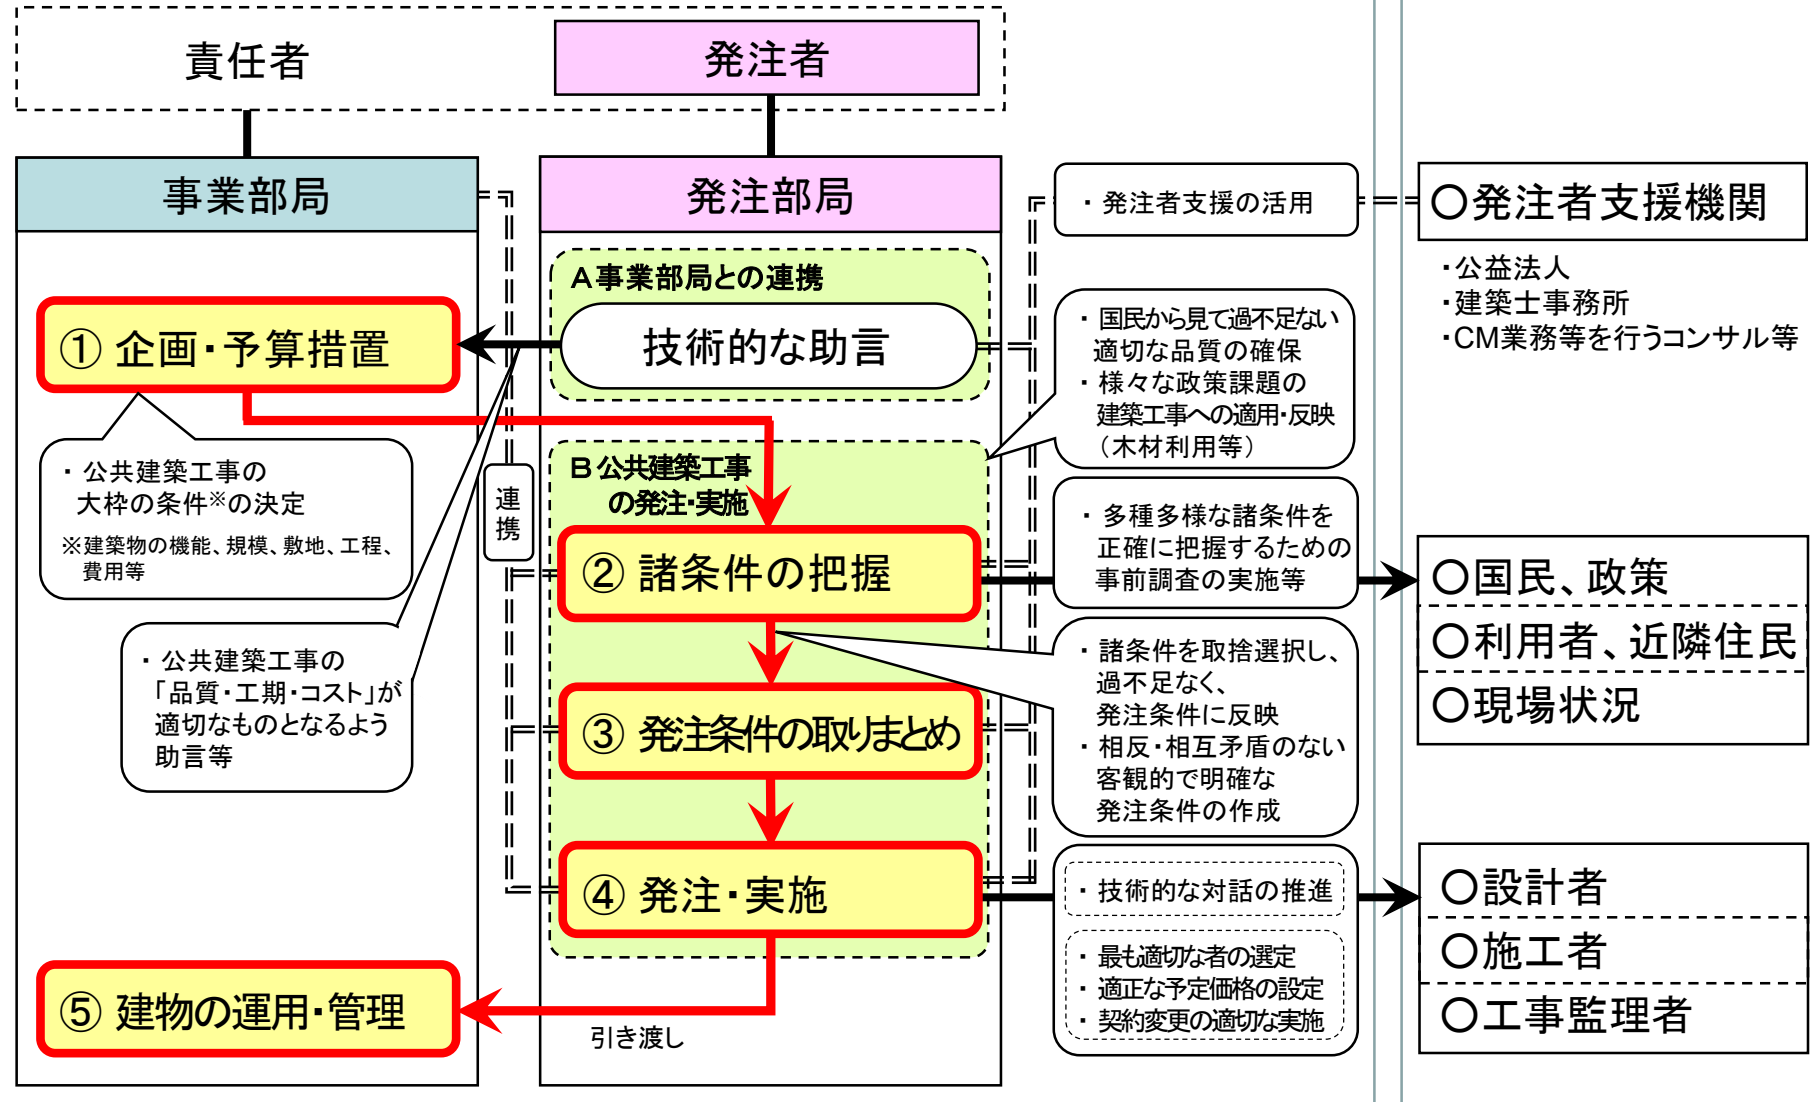 責任者
発注者
事業部局
発注部局
・発注者支援の活用
○発注者支援機関
・公益法人
・建築士事務所
・CM業務等を行うコンサル等
A事業部局との連携
技術的な助言
① 企画・予算措置
・国民から見て過不足ない
適切な品質の確保
・様々な政策課題の
建築工事への適用・反映
（木材利用等）
・公共建築工事の
大枠の条件※の決定
※建築物の機能、規模、敷地、工程、
費用等
連
携
B公共建築工事
の発注・実施
② 諸条件の把握
・多種多様な諸条件を
正確に把握するための
事前調査の実施等
○国民、政策
○利用者、近隣住民
○現場状況
・公共建築工事の
「品質・工期・コスト」が
適切なものとなるよう
助言等
・諸条件を取捨選択し、
過不足なく、
発注条件に反映
・相反・相互矛盾のない
客観的で明確な
発注条件の作成
③ 発注条件の取りまとめ
④ 発注・実施
・技術的な対話の推進
・最も適切な者の選定
・適正な予定価格の設定
・契約変更の適切な実施
○設計者
○施工者
○工事監理者
⑤ 建物の運用・管理
引き渡し